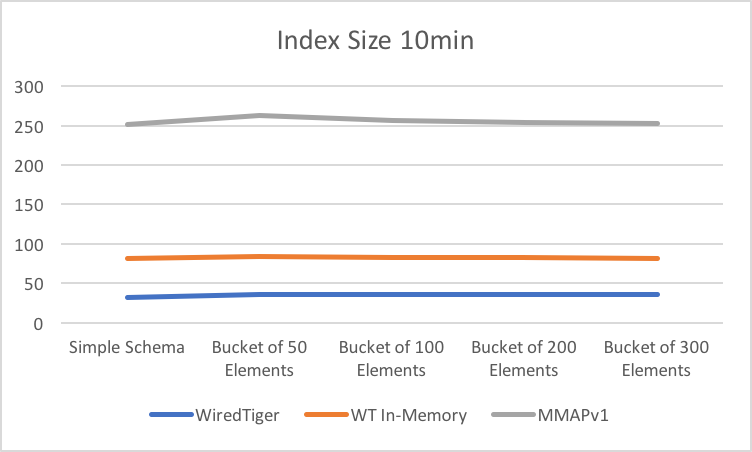 Index Size 10min
300
250
200
150
100
50
0
Simple Schema
Bucket of 50
Elements
Bucket of 100
Elements
Bucket of 200
Elements
Bucket of 300
Elements
WiredTiger
WT In-Memory
MMAPv1